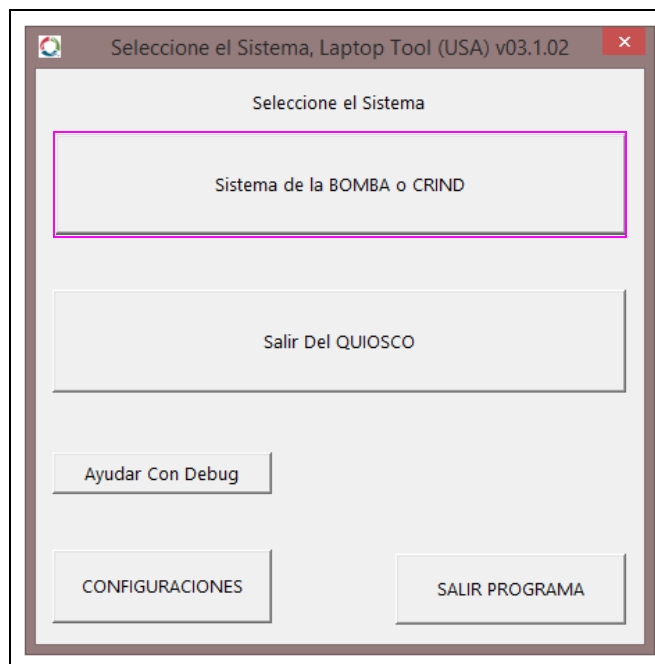 Seleccione el Sistema, Laptop Tool (USA) v03.1.02
Seleccione el Sistema
Sistema de la BOMBA o CRIND
Salir Del QUIOSCO
Ayudar Con Debug
CONFIGURACIONES
SALIR PROGRAMA